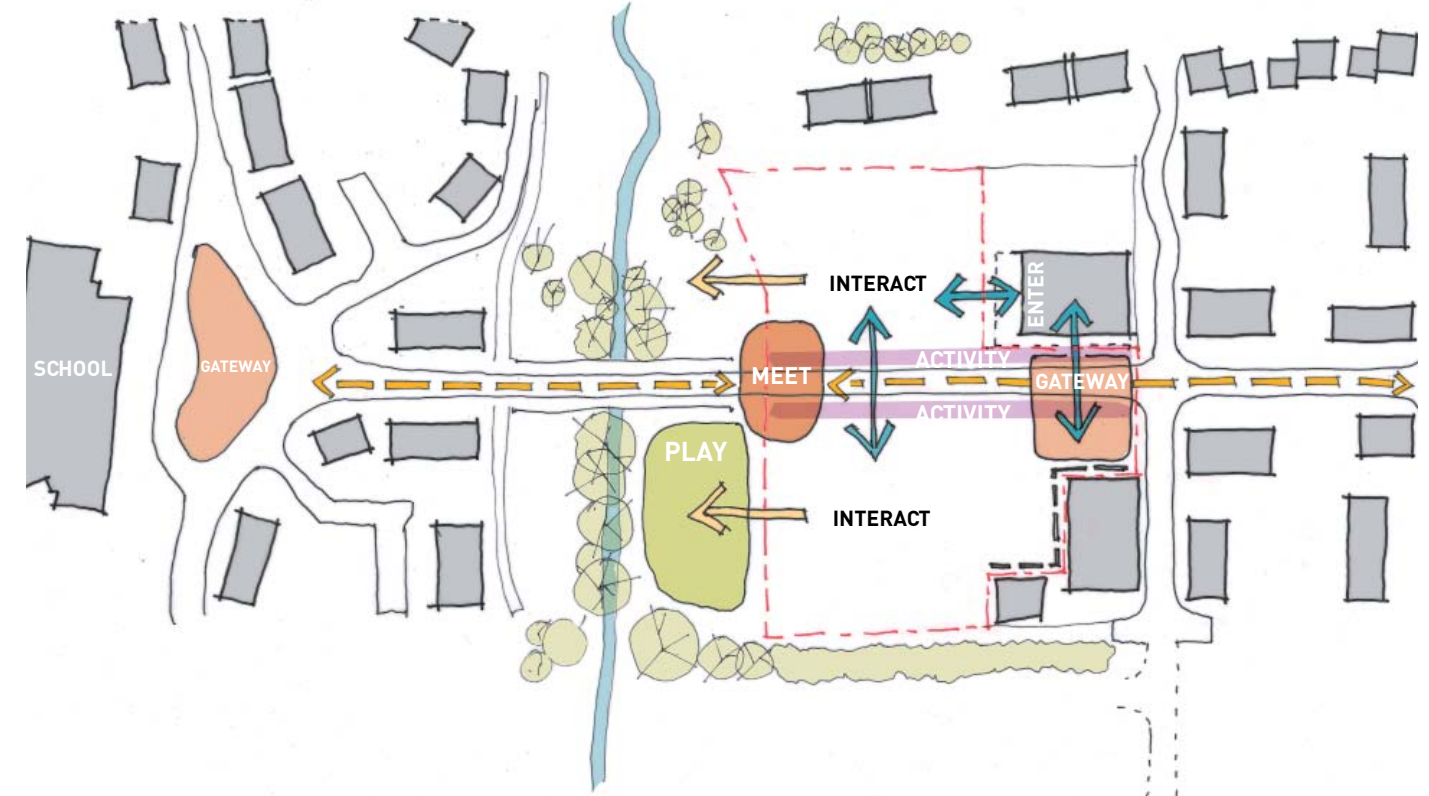 INTERACT
ENTER
ACTIVITY
SCHOOL
GATEWAY
MEET
GATEWAY
ACTIVITY
PLAY
INTERACT